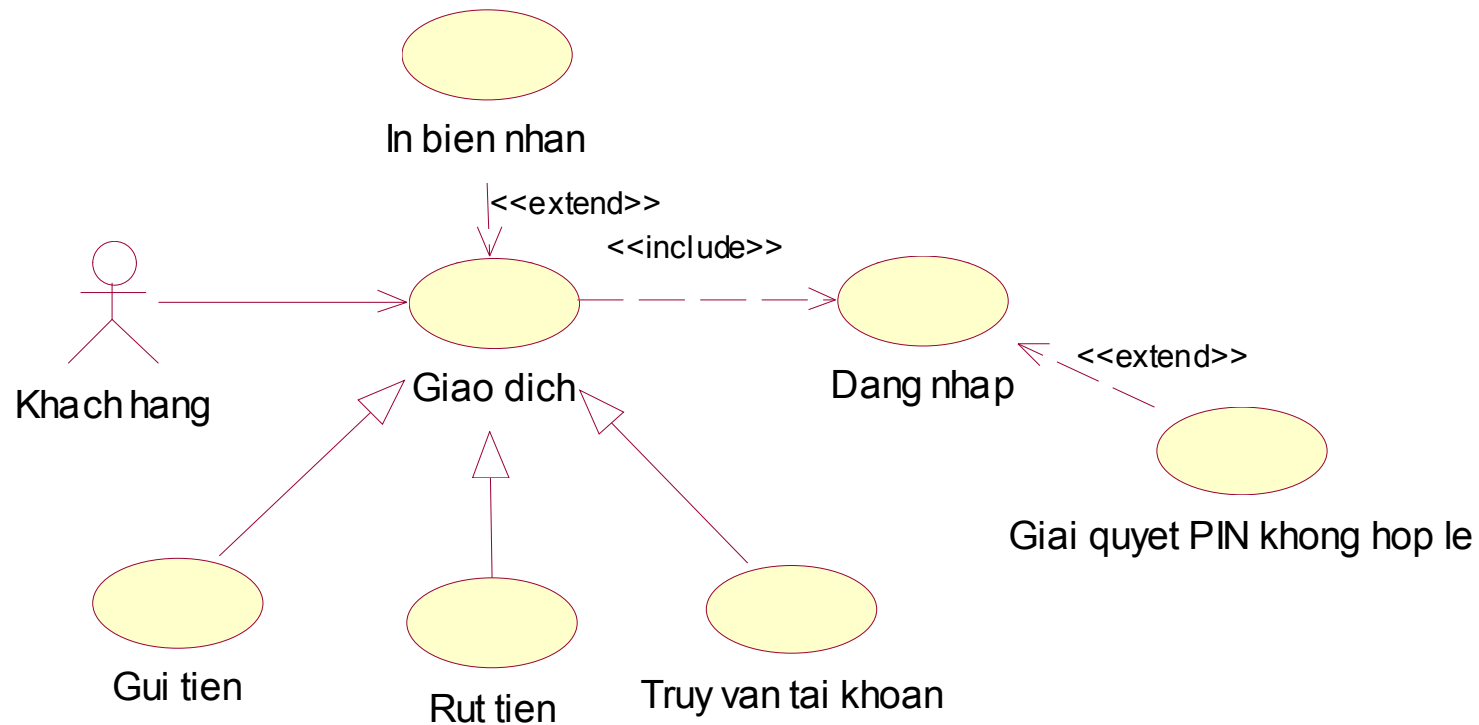 In bien nhan
<<extend>>
<<include>>
Khach hang
Giao dich
Dang nhap
<<extend>>
Giai quyet PIN khong hop le
Gui tien
Rut tien
Truy van tai khoan